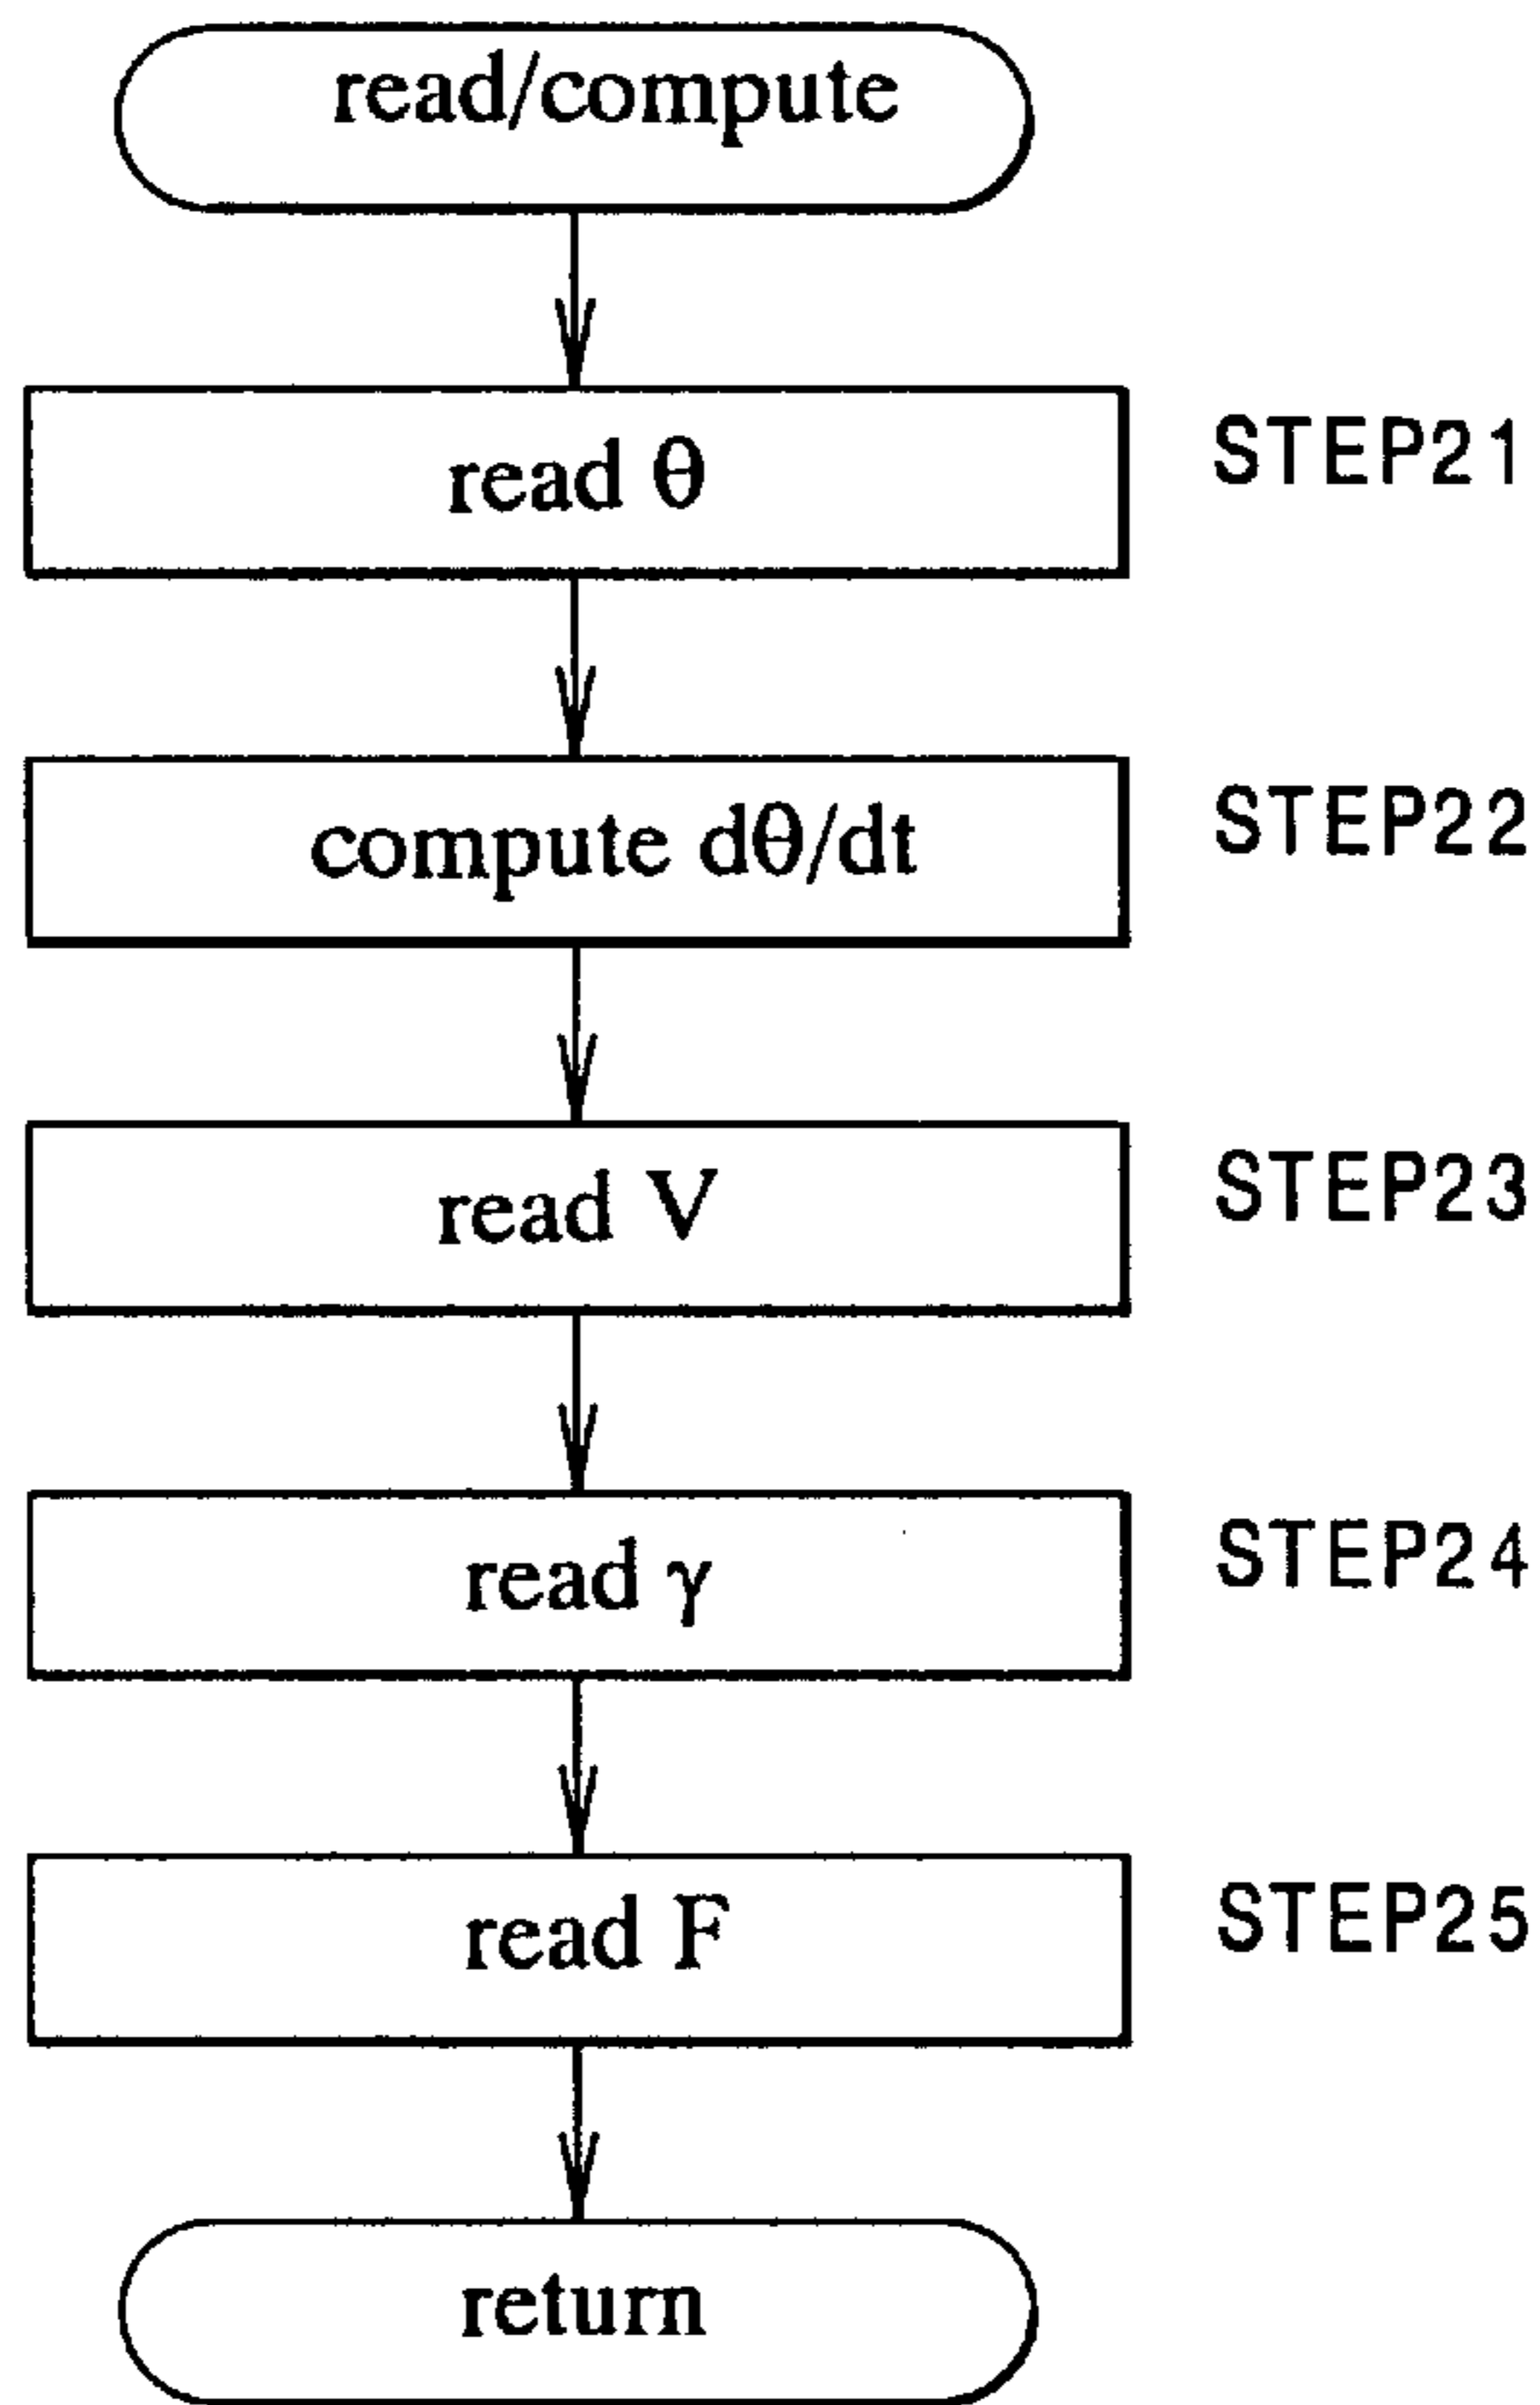 read/compute
read θ
STEP21
compute dθ/dt
STEP22
read V
STEP23
read γ
STEP24
read F
STEP25
return